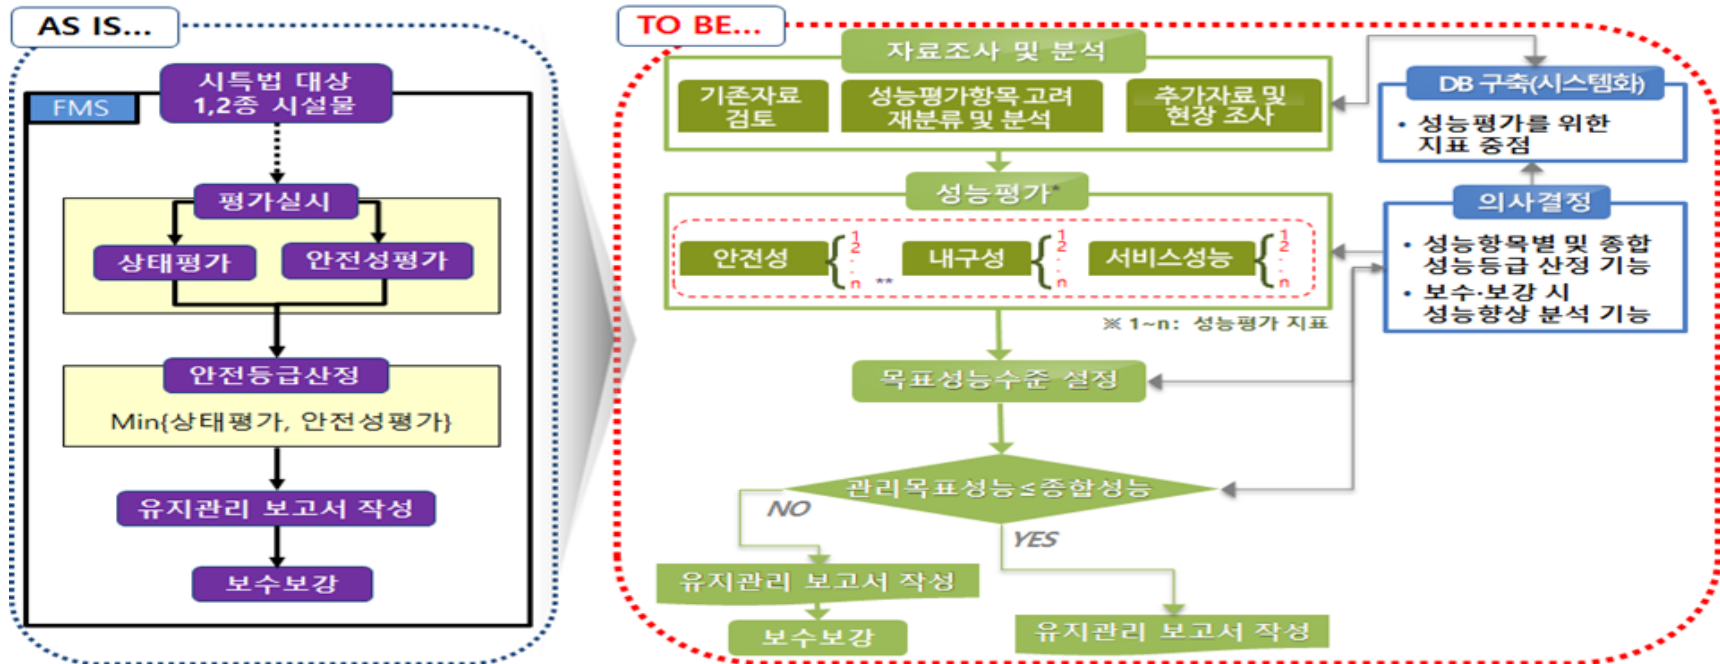 AS IS...
FMS
시특법 대상
1,2종 시설물
평가실시
상태평가
안전성평가
안전등급산정
Min{상태평가, 안전성평가}
유지관리 보고서 작성
보수보강
TO BE...
자료조사 및 분석
기존자료
검토
성능평가항목 고려
재분류 및 분석
추가자료 및
현장 조사
성능평가*
안전성
1
2
.
.
n
**
내구성
1
2
.
.
n
서비스성능
1
2
.
.
n
※ 1~n: 성능평가 지표
목표성능수준 설정
관리목표성능≤종합성능
NO
YES
유지관리 보고서 작성
보수보강
유지관리 보고서 작성
DB 구축(시스템화)
• 성능평가를 위한
지표 중점
의사결정
• 성능항목별 및 종합
성능등급 산정 기능
• 보수·보강 시
성능향상 분석 기능